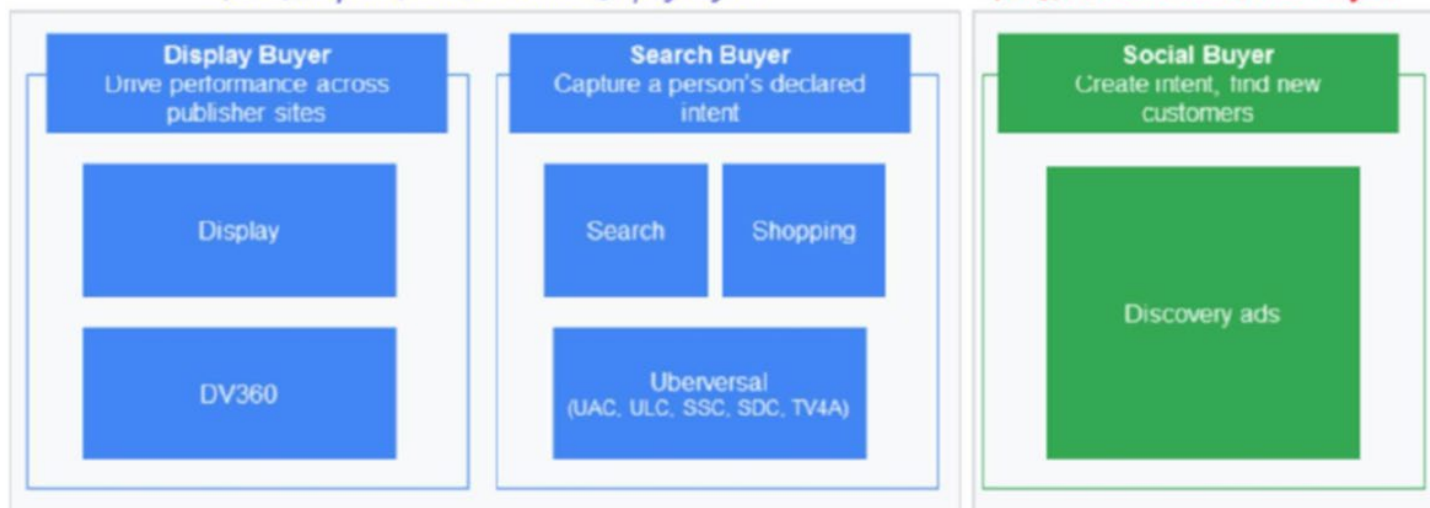 Display Buyer
Drive performance across
publisher sites
Display
DV360
Search Buyer
Capture a person's declared
intent
Search
Shopping
Uberversal
(UAC, ULC, SSC, SDC, TV4A)
Social Buyer
Create intent, find new
customers
Discovery ads